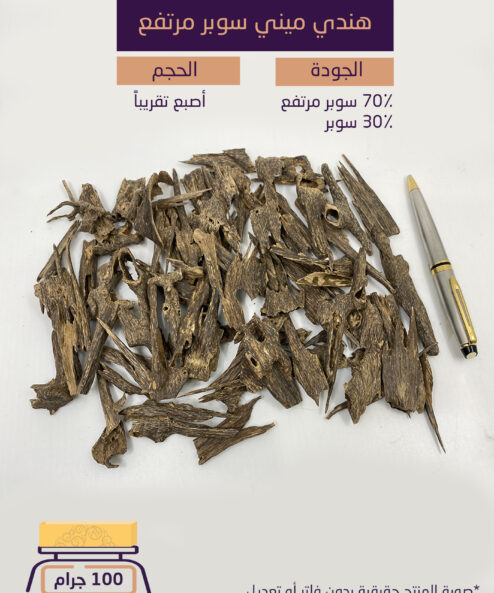 هندي ميني سوبر مرتفع
الجودة
الحجم
70٪ سوبر مرتفع
أصبع تقريباً
30٪ سوبر
100 جرام
*صورة المنتج حقيقية بدون فلتر أو تعديل